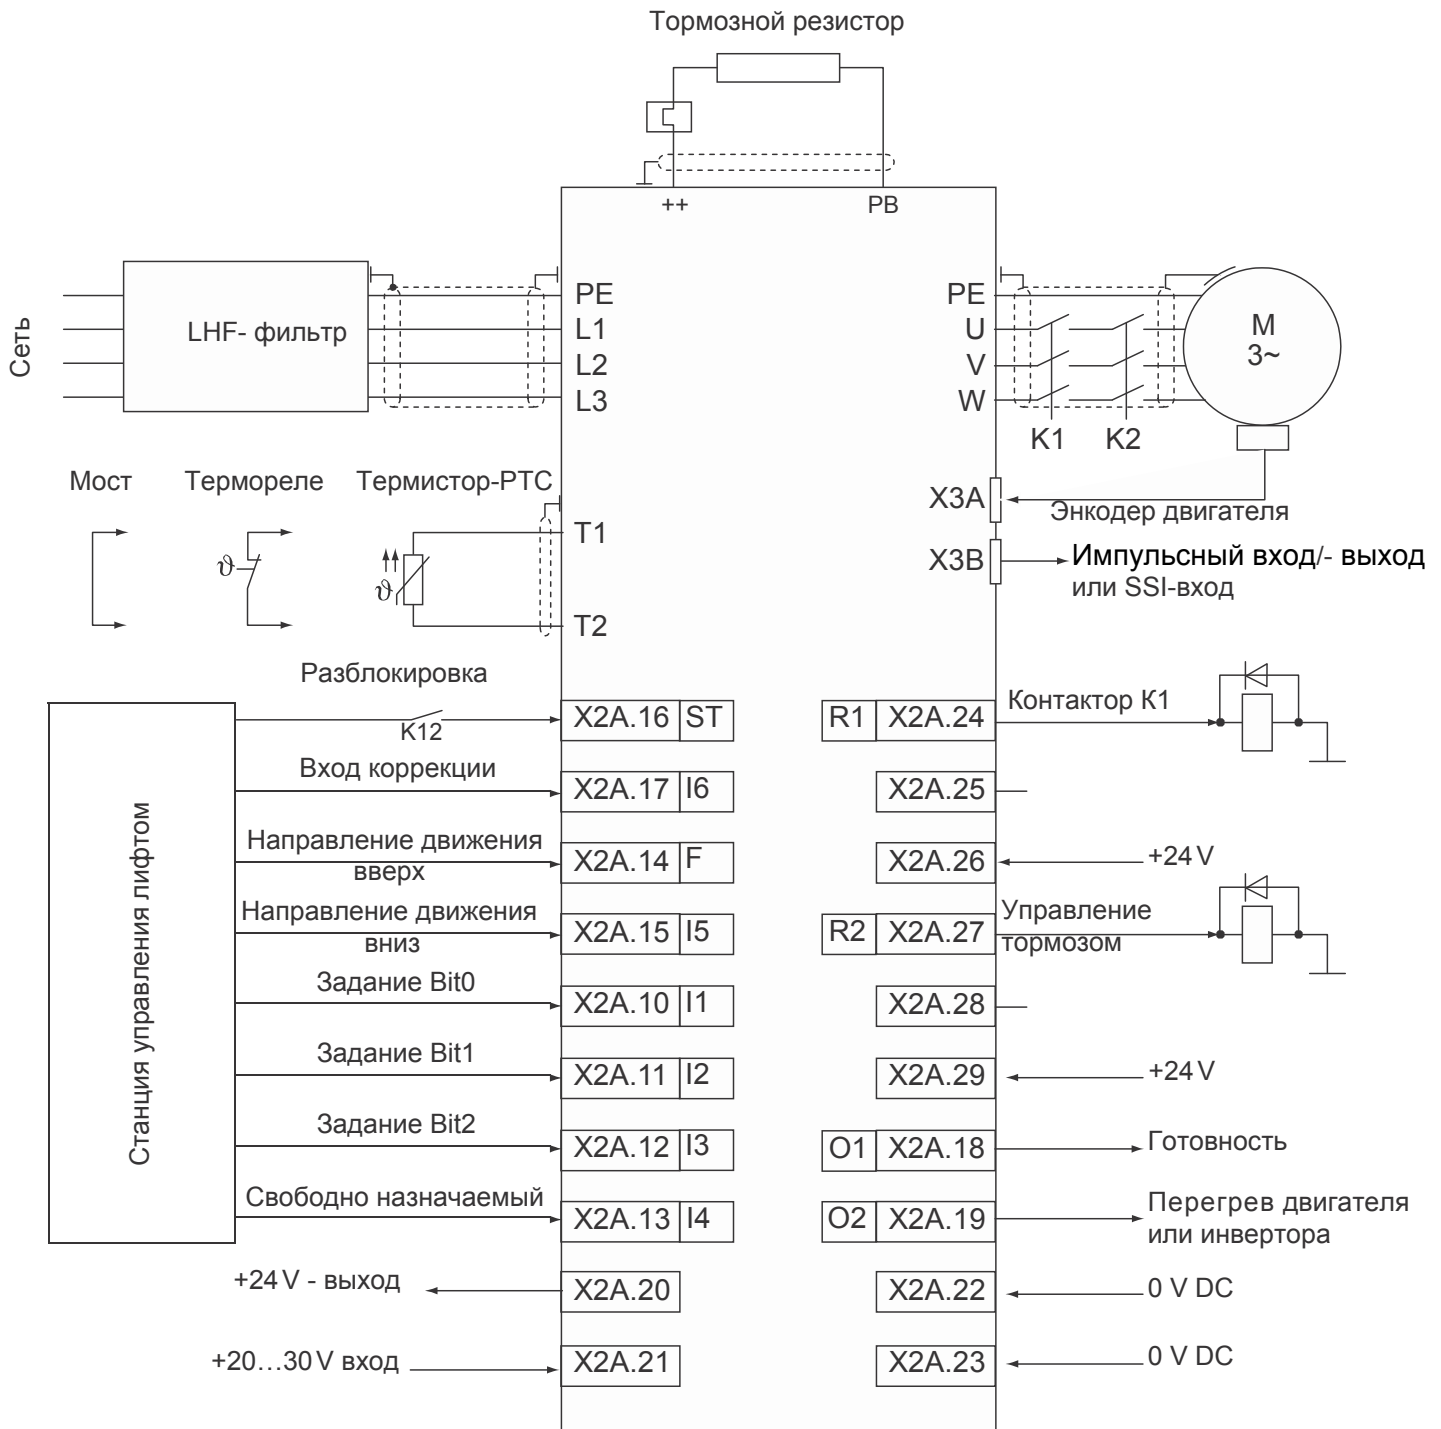 Тормозной резистор
++
PB
Сеть
LHF- фильтр
PE
L1
L2
L3
PE
U
V
W
K1
K2
M
3~
Мост
Термореле
Термистор-PTC
ϑ
ϑ
T1
T2
X3A
Энкодер двигателя
X3B
Импульсный вход/- выход
или SSI-вход
Станция управления лифтом
Разблокировка
K12
X2A.16 ST
R1 X2A.24
Контактор K1
Вход коррекции
X2A.17 I6
X2A.25
Направление движения
вверх
X2A.14 F
X2A.26
+24 V
Направление движения
вниз
X2A.15 I5
R2 X2A.27
Управление
тормозом
Задание Bit0
X2A.10 I1
X2A.28
Задание Bit1
X2A.11 I2
X2A.29
+24 V
Задание Bit2
X2A.12 I3
O1 X2A.18
Готовность
Свободно назначаемый
X2A.13 I4
O2 X2A.19
Перегрев двигателя
или инвертора
+24 V - выход
X2A.20
X2A.22
0 V DC
+20…30 V вход
X2A.21
X2A.23
0 V DC